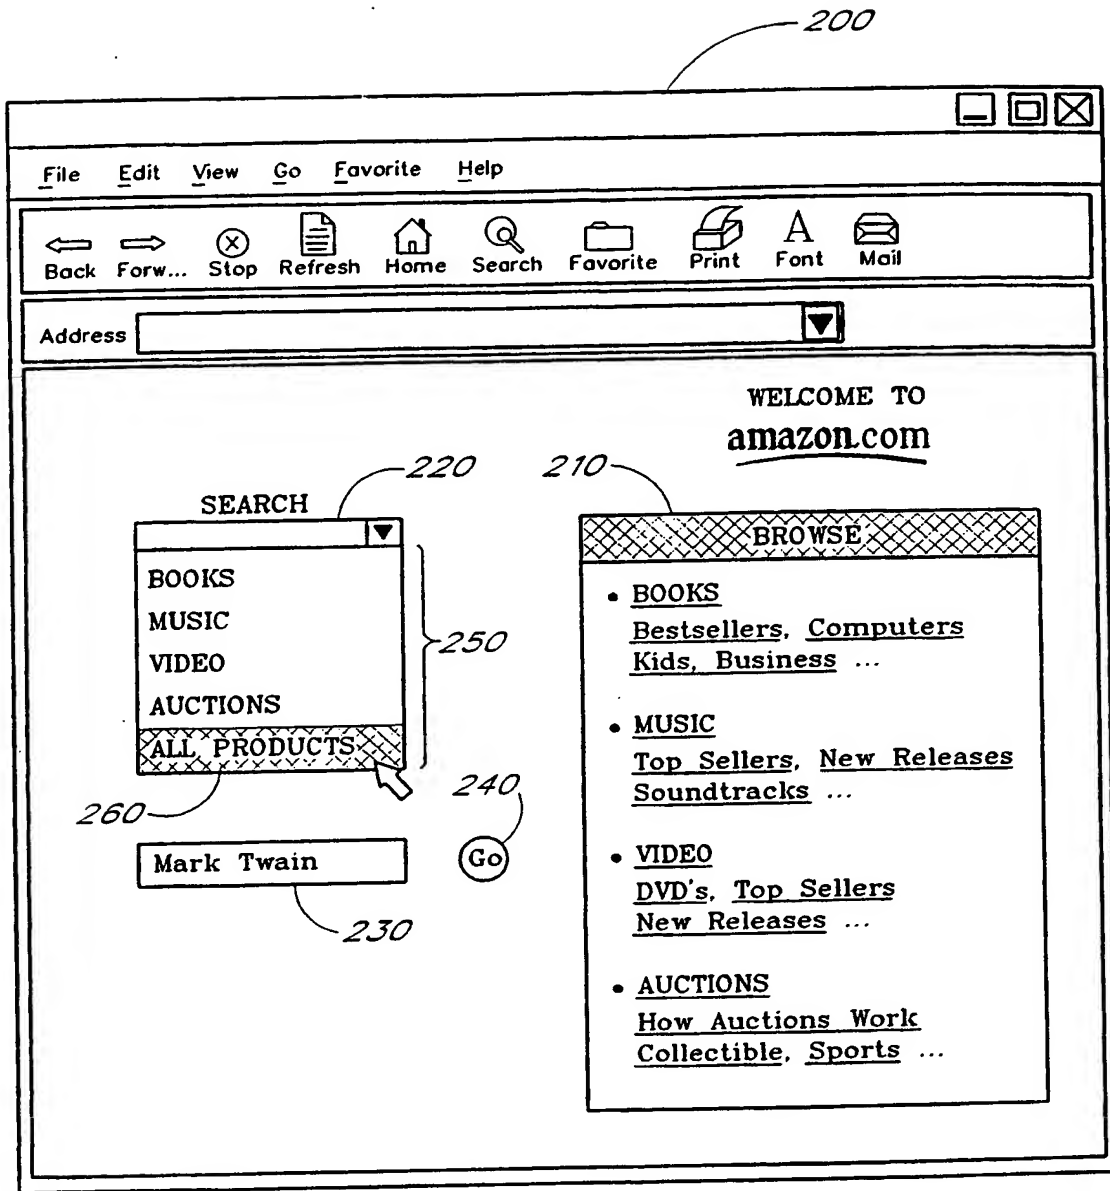 200
File Edit View Go Favorite Help
Back Forw... Stop Refresh Home Search Favorite Print Font Mail
Address
WELCOME TO
amazon.com
220
210
SEARCH
BOOKS
MUSIC
VIDEO
AUCTIONS
ALL PRODUCTS
250
260
240
Mark Twain
Go
230
BROWSE
• BOOKS
Bestsellers, Computers
Kids, Business ...
• MUSIC
Top Sellers, New Releases
Soundtracks ...
• VIDEO
DVD's, Top Sellers
New Releases ...
• AUCTIONS
How Auctions Work
Collectible, Sports ...